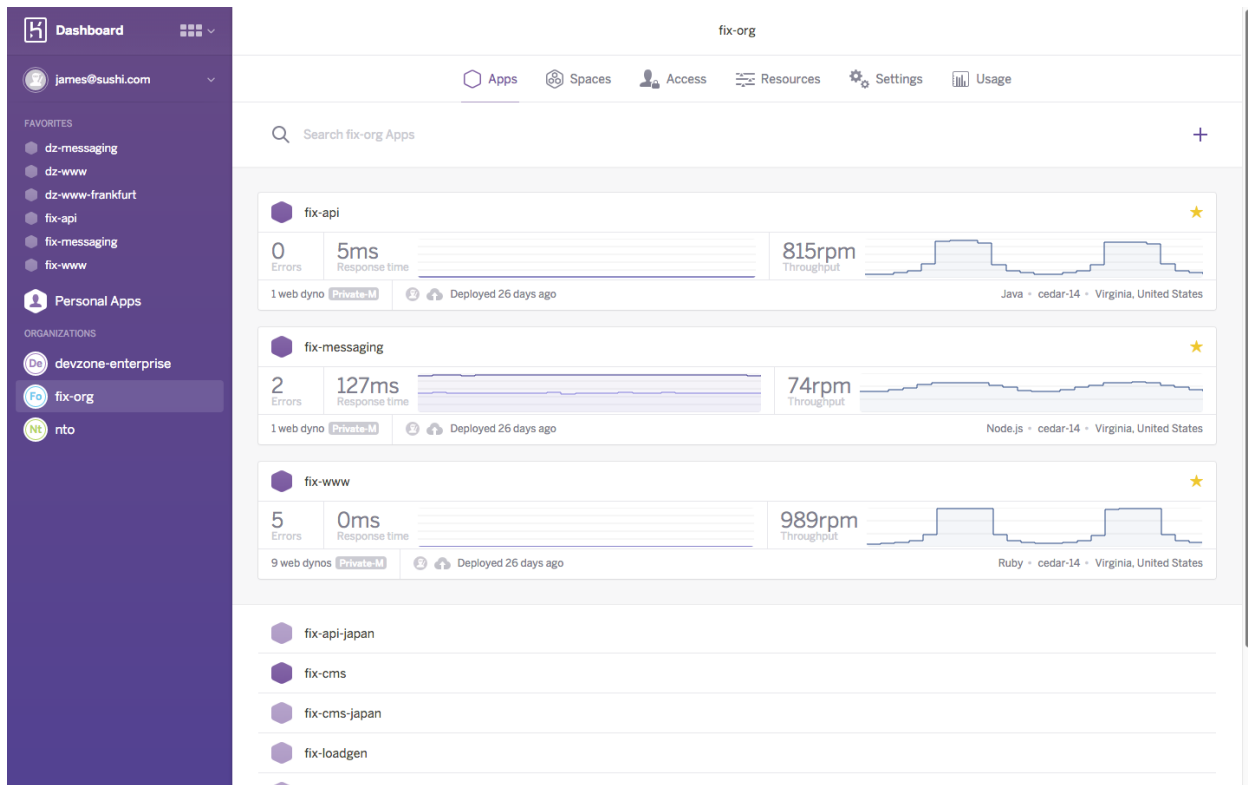 Dashboard
james@sushi.com
FAVORITES
dz-messaging
dz-www
dz-www-frankfurt
fix-api
fix-messaging
fix-www
Personal Apps
ORGANIZATIONS
De devzone-enterprise
Fo fix-org
Nt nto
fix-org
Apps Spaces Access Resources Settings Usage
Search fix-org Apps
fix-api
0 5ms 815rpm
Errors Response time Throughput
1 web dyno Private-M Deployed 26 days ago Java • cedar-14 • Virginia, United States
fix-messaging
2 127ms 74rpm
Errors Response time Throughput
1 web dyno Private-M Deployed 26 days ago Node.js • cedar-14 • Virginia, United States
fix-www
5 0ms 989rpm
Errors Response time Throughput
9 web dynos Private-M Deployed 26 days ago Ruby • cedar-14 • Virginia, United States
fix-api-japan
fix-cms
fix-cms-japan
fix-loadgen